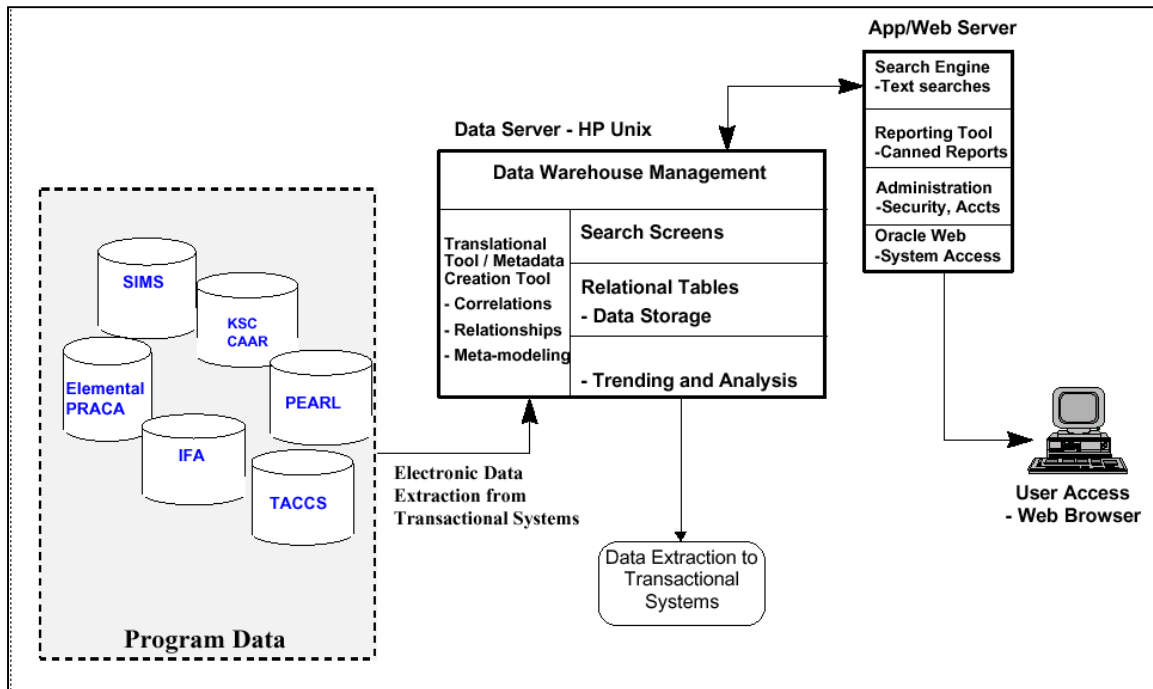 App/Web Server
Search Engine
-Text searches
Reporting Tool
-Canned Reports
Administration
-Security, Accts
Oracle Web
-System Access
Data Server - HP Unix
Data Warehouse Management
Translational
Tool / Metadata
Creation Tool
- Correlations
- Relationships
- Meta-modeling
Search Screens
Relational Tables
- Data Storage
- Trending and Analysis
SIMS
KSC
CAAR
Elemental
PRACA
PEARL
IFA
TACCS
Program Data
Electronic Data
Extraction from
Transactional Systems
Data Extraction to
Transactional
Systems
User Access
- Web Browser